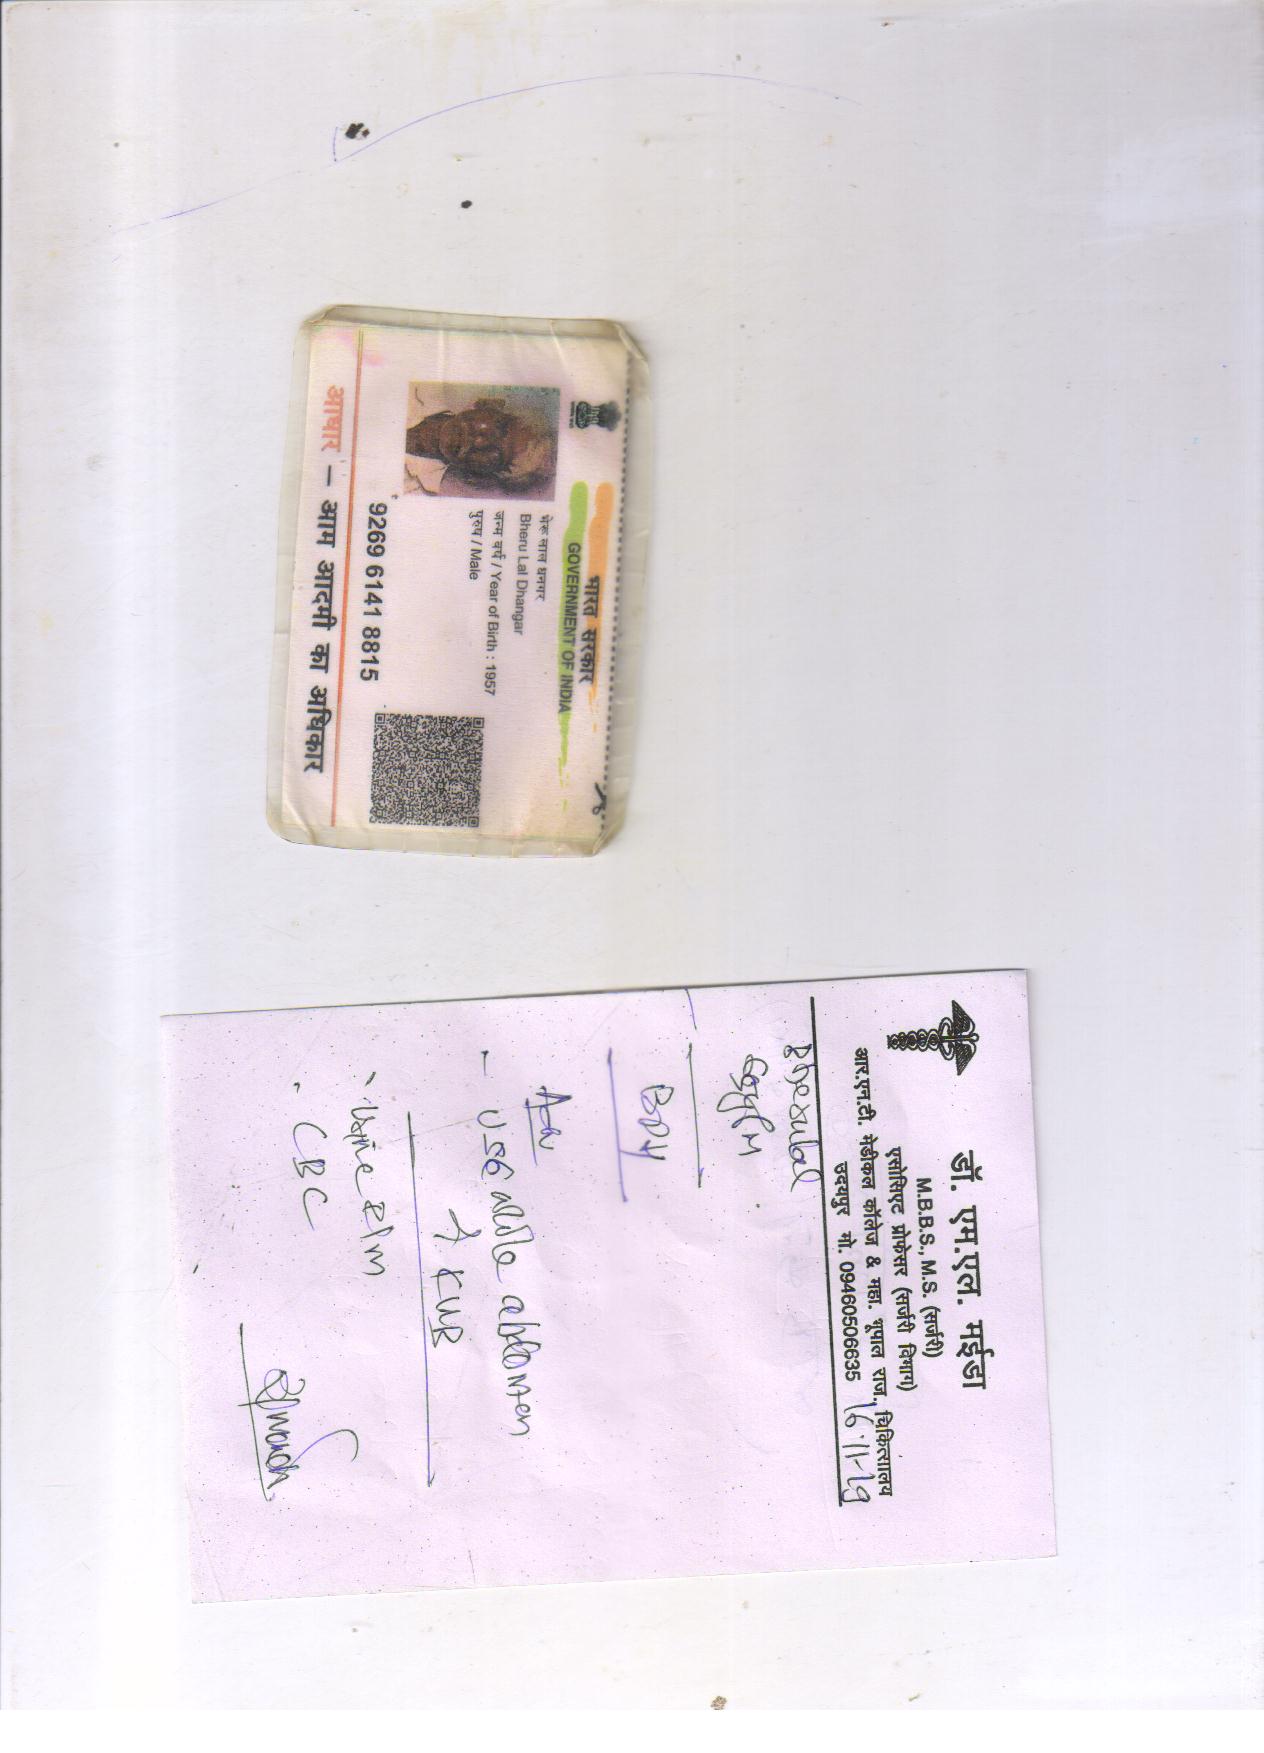 भारत सरकार
GOVERNMENT OF INDIA
भेरू लाल धनगर
Bheru Lal Dhangar
जन्म वर्ष / Year of Birth : 1957
पुरुष / Male
9269 6141 8815
आधार – आम आदमी का अधिकार
डॉ. एम.एल. मईडा
M.B.B.S., M.S. (सर्जरी)
एसोसिएट प्रोफेसर (सर्जरी विभाग)
आर.एन.टी. मेडीकल कॉलेज & महा. भूपाल राज. चिकित्सालय
उदयपुर मो. 09460506635 16-11-19
Bherulal
BPH
Adv
- USG whole abdomen
+ KUB
Urine R/M
CBC